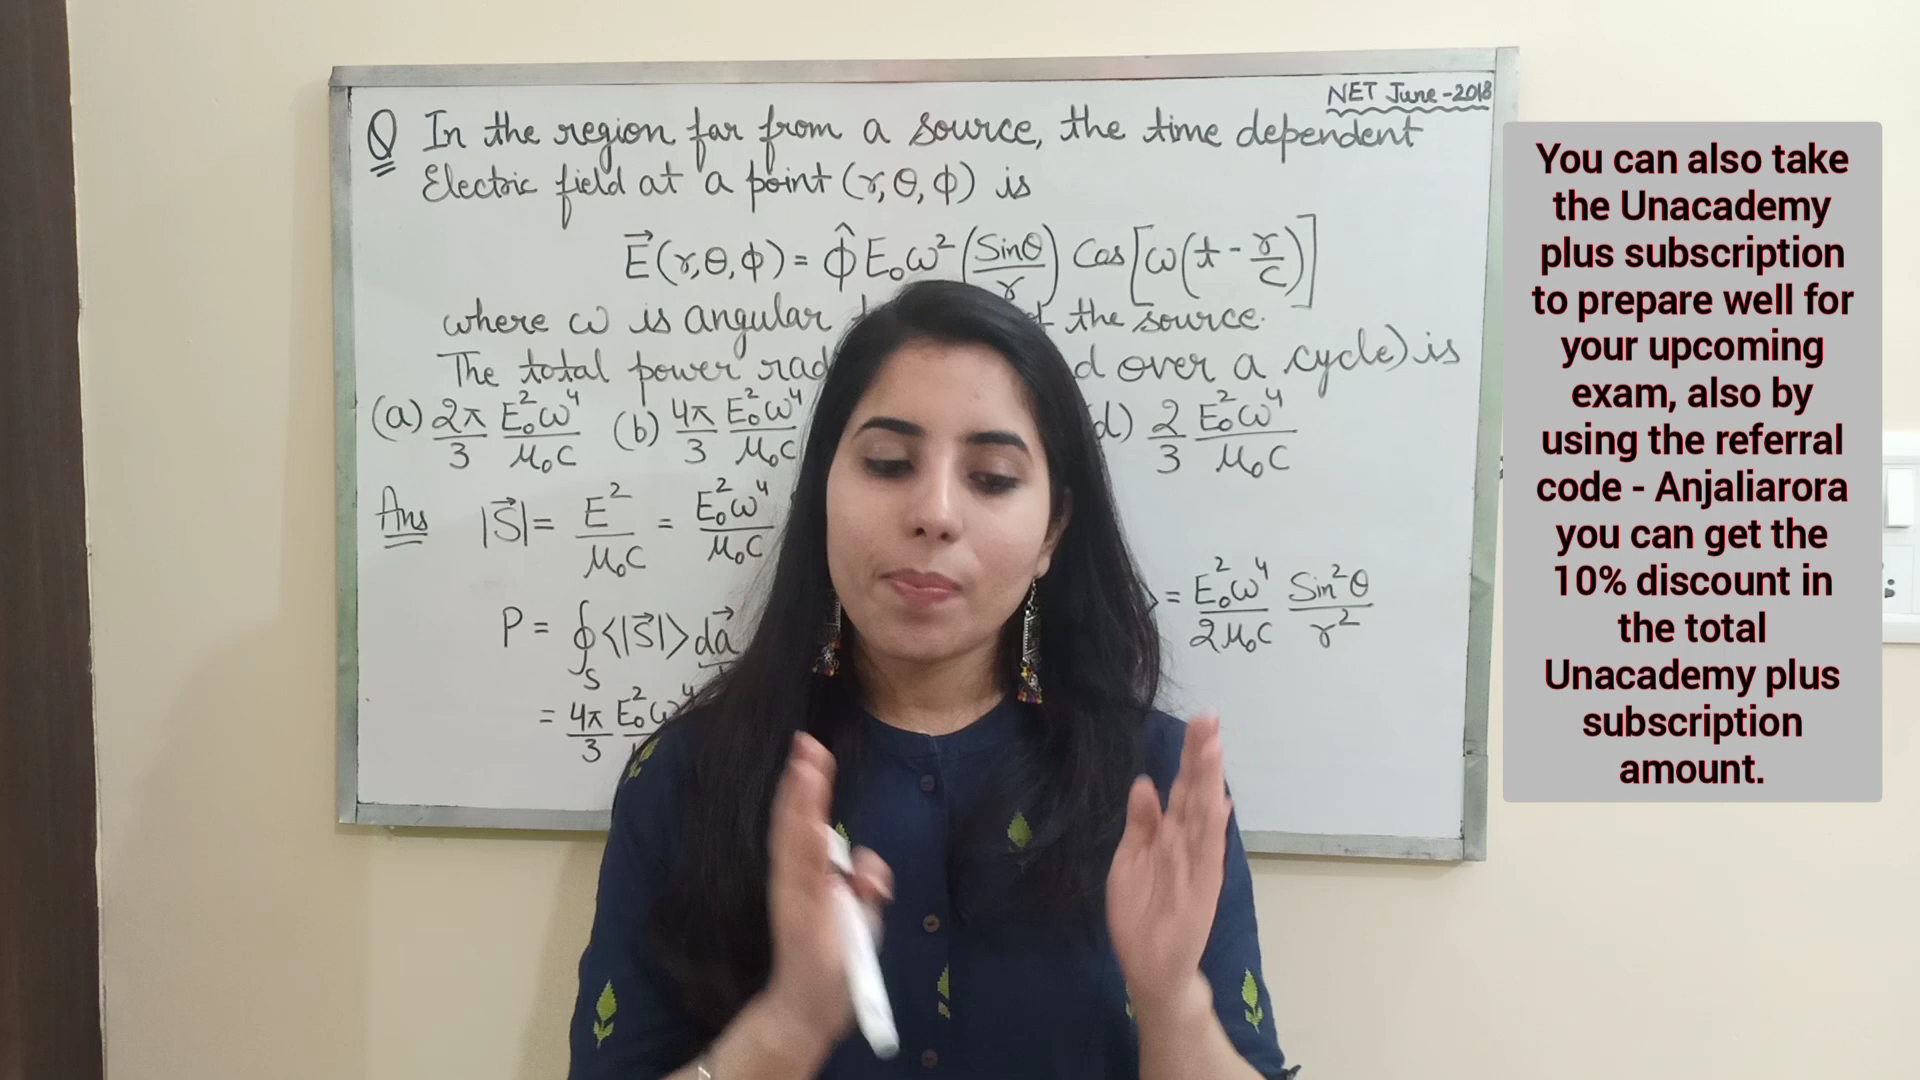 NET June-2018
Q In the region far from a source, the time dependent
Electric field at a point (r, θ, ϕ) is
E⃗(r,θ,ϕ) = ϕ̂ E₀ω² (Sinθ/r) Cos[ω(t - r/c)]
where ω is angular the source.
The total power over a cycle) is
(a) 2π/3 E₀²ω⁴/μ₀c (b) 4π/3 E₀²ω⁴/μ₀c d) 2/3 E₀²ω⁴/μ₀c
Ans |S⃗| = E²/μ₀c = E₀²ω⁴/μ₀c
> = E₀²ω⁴/2μ₀c Sin²θ/r²
P = ∮S <|S⃗|> da⃗
= 4π/3 E₀²ω⁴
You can also take
the Unacademy
plus subscription
to prepare well for
your upcoming
exam, also by
using the referral
code - Anjaliarora
you can get the
10% discount in
the total
Unacademy plus
subscription
amount.